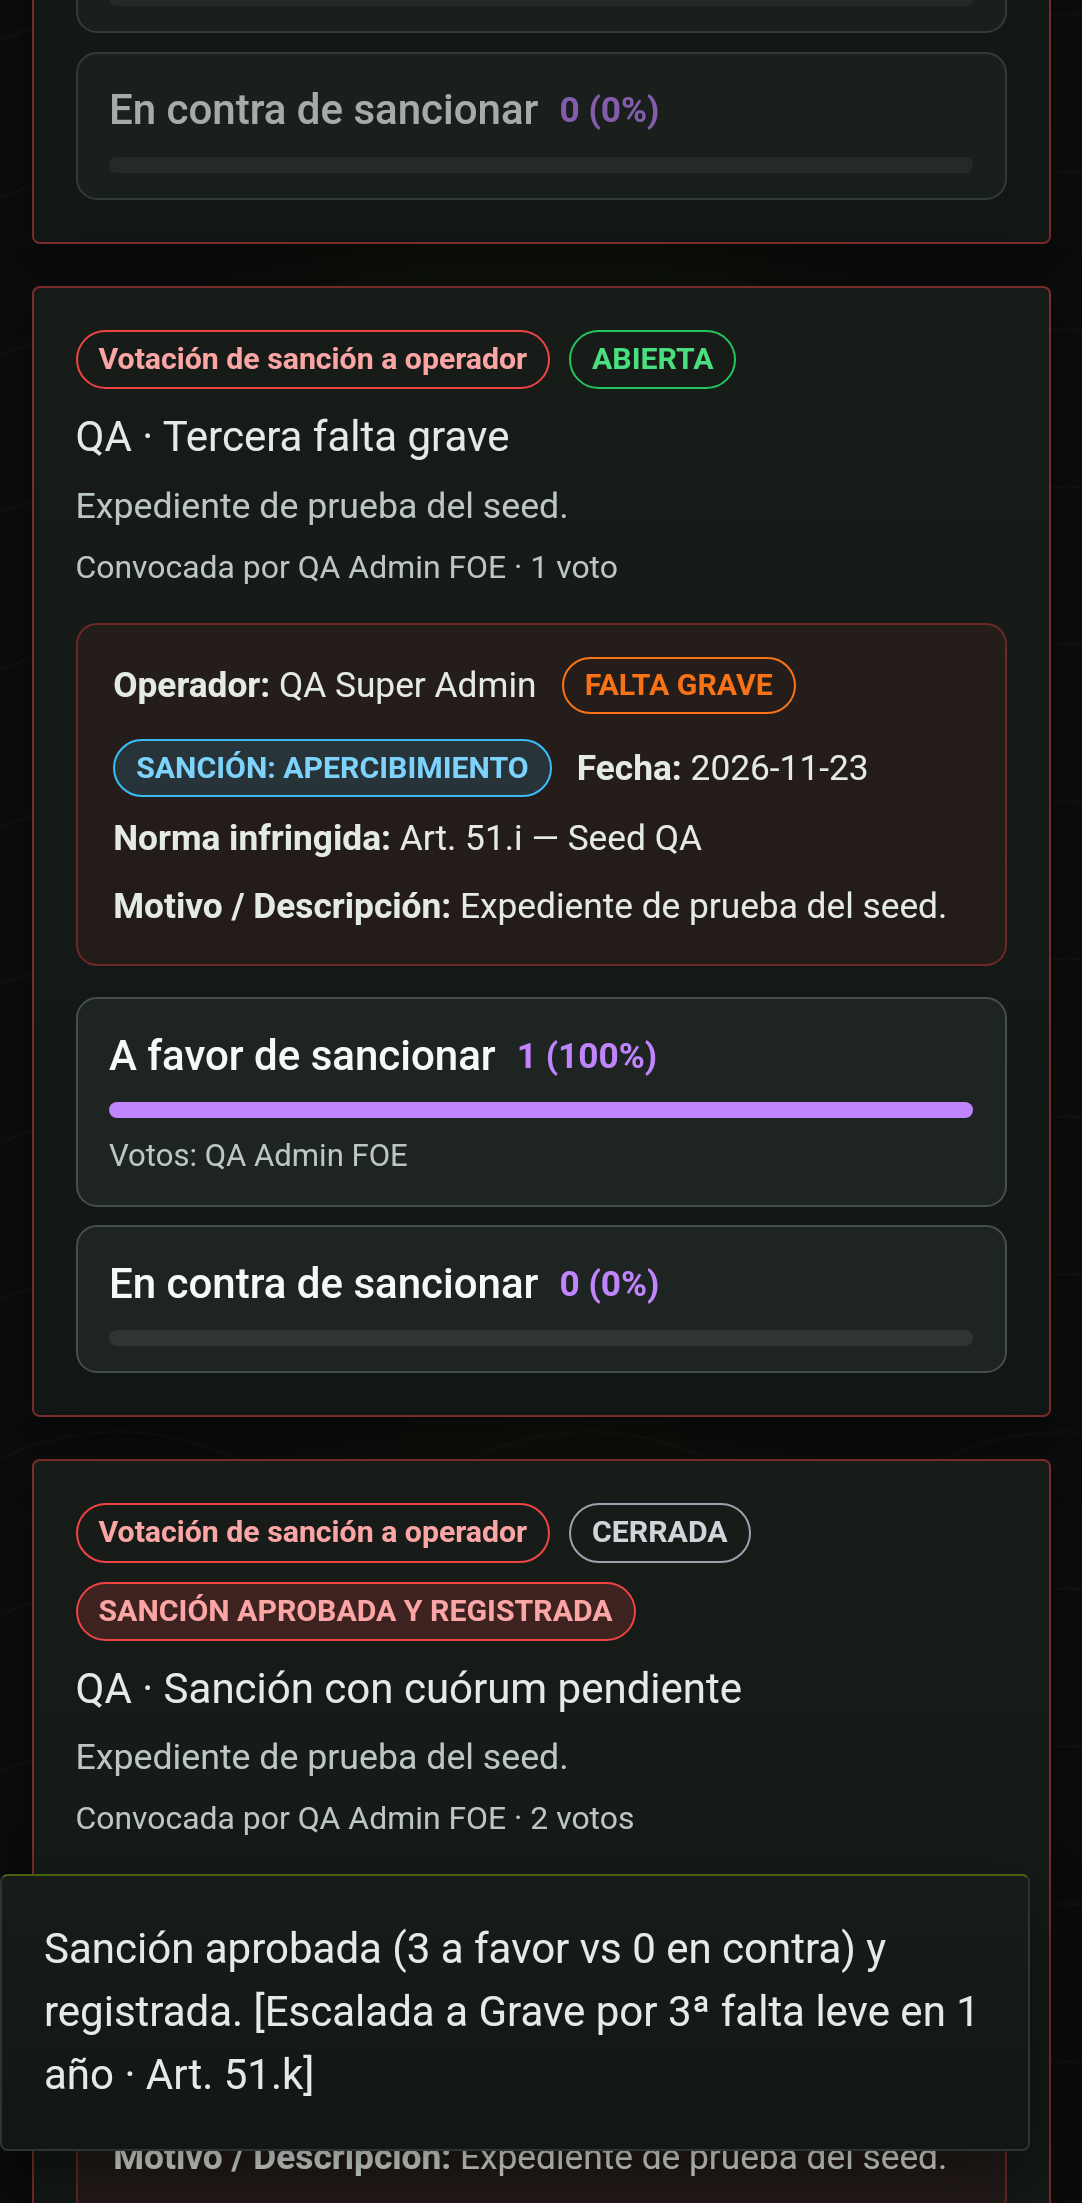 En contra de sancionar 0 (0%)
Votación de sanción a operador ABIERTA
QA · Tercera falta grave
Expediente de prueba del seed.
Convocada por QA Admin FOE · 1 voto
Operador: QA Super Admin FALTA GRAVE
SANCIÓN: APERCIBIMIENTO Fecha: 2026-11-23
Norma infringida: Art. 51.i — Seed QA
Motivo / Descripción: Expediente de prueba del seed.
A favor de sancionar 1 (100%)
Votos: QA Admin FOE
En contra de sancionar 0 (0%)
Votación de sanción a operador CERRADA
SANCIÓN APROBADA Y REGISTRADA
QA · Sanción con cuórum pendiente
Expediente de prueba del seed.
Convocada por QA Admin FOE · 2 votos
Sanción aprobada (3 a favor vs 0 en contra) y
registrada. [Escalada a Grave por 3ª falta leve en 1
año · Art. 51.k]
Motivo / Descripción: Expediente de prueba del seed.